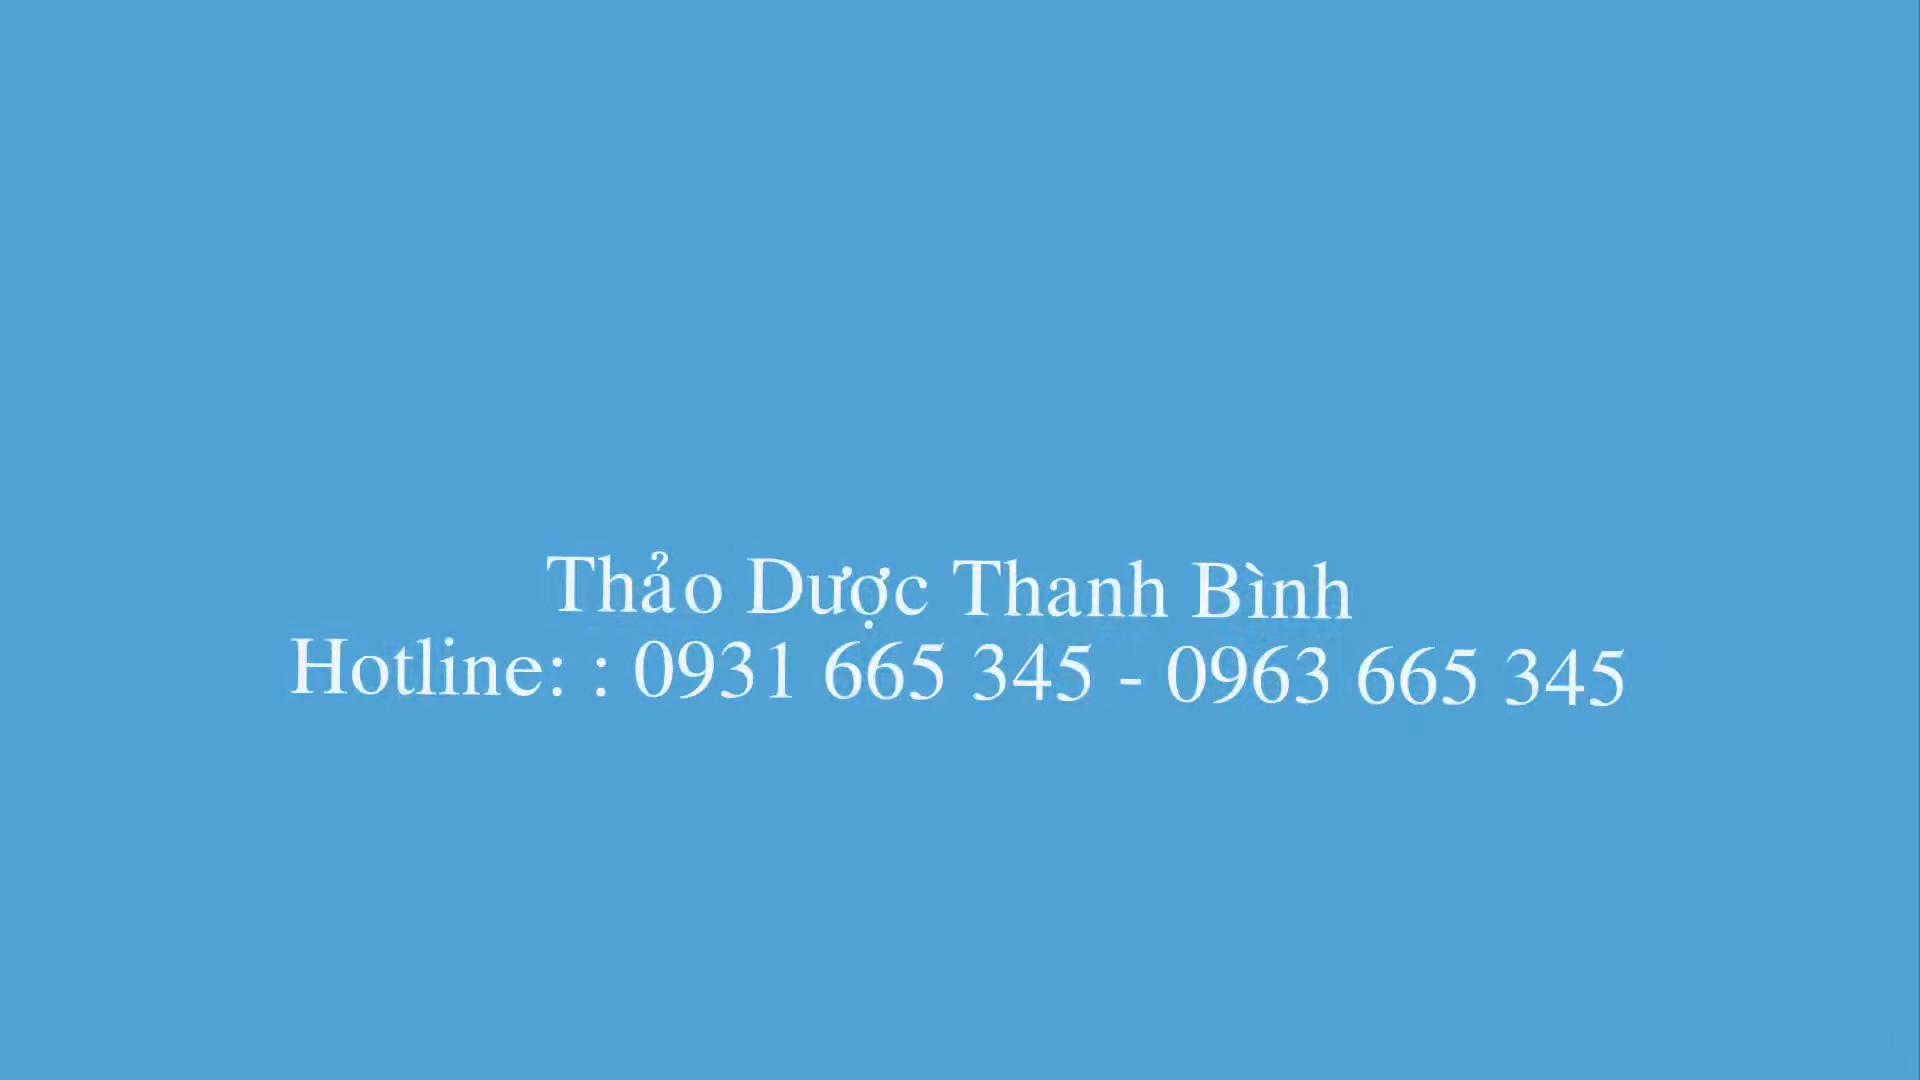 Thảo Dược Thanh Bình
Hotline: : 0931 665 345 - 0963 665 345